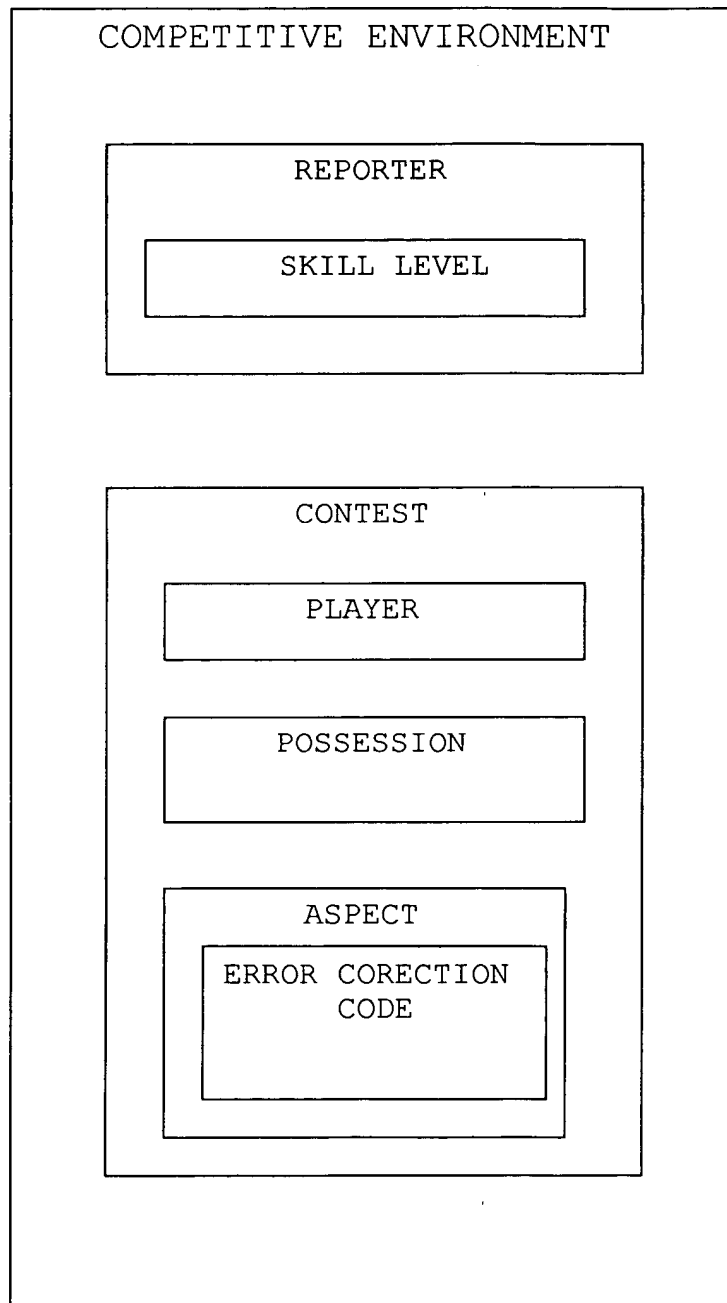 COMPETITIVE ENVIRONMENT
REPORTER
SKILL LEVEL
CONTEST
PLAYER
POSSESSION
ASPECT
ERROR CORECTION
CODE